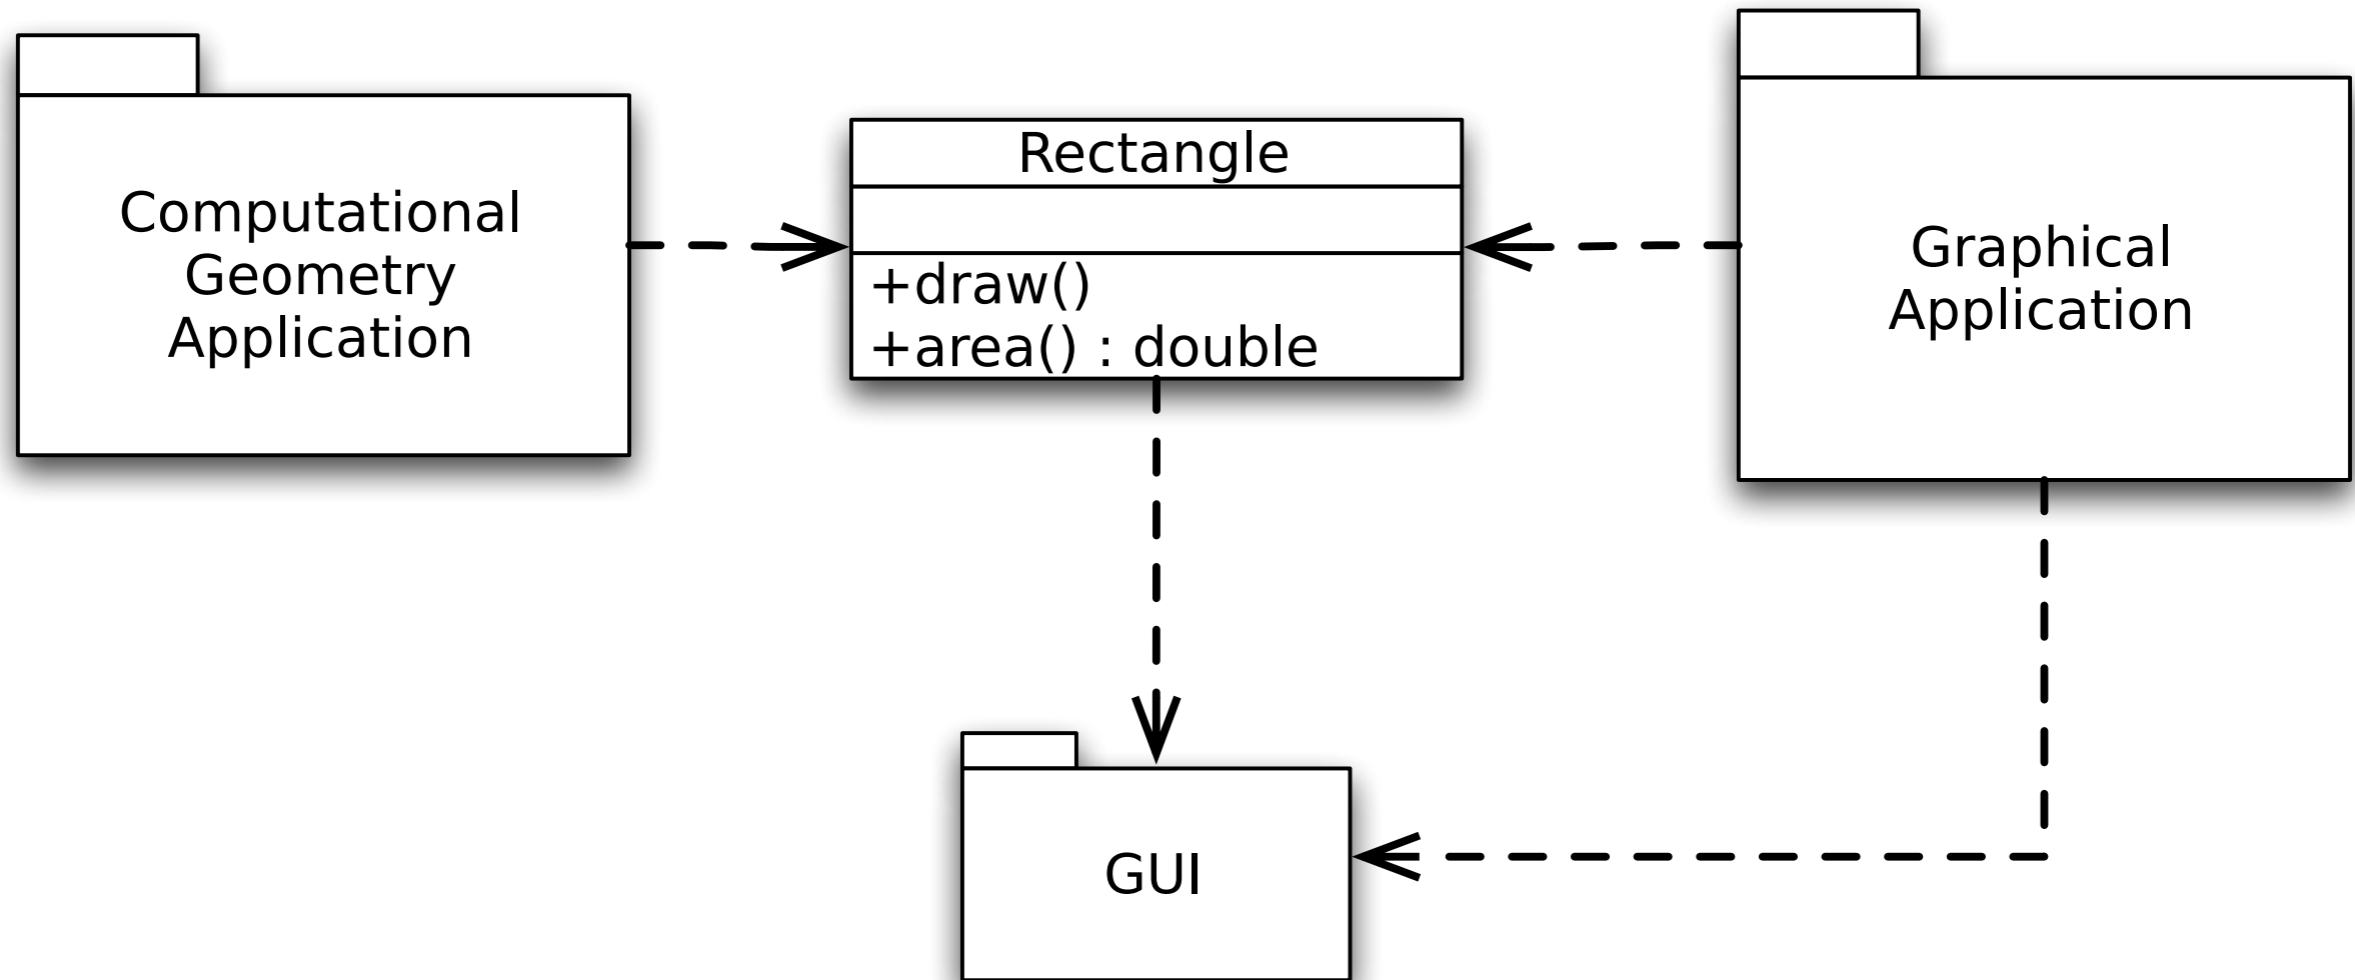 Computational
Geometry
Application
Rectangle
+draw()
+area() : double
Graphical
Application
GUI